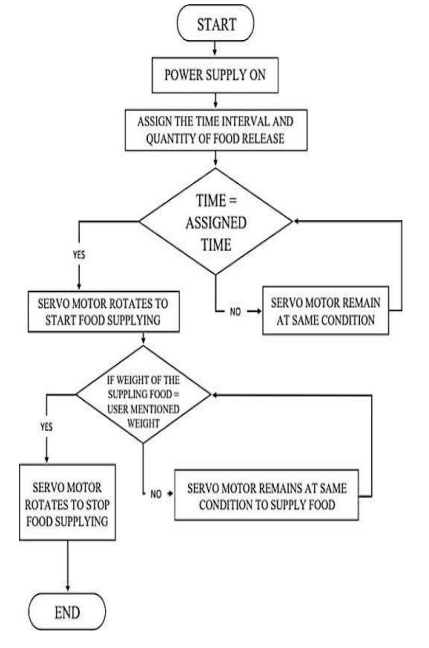 START
POWER SUPPLY ON
ASSIGN THE TIME INTERVAL AND
QUANTITY OF FOOD RELEASE
TIME =
ASSIGNED
TIME
YES
NO
SERVO MOTOR REMAIN
AT SAME CONDITION
SERVO MOTOR ROTATES TO
START FOOD SUPPLYING
IF WEIGHT OF THE
SUPPLING FOOD =
USER MENTIONED
WEIGHT
YES
NO
SERVO MOTOR REMAINS AT SAME
CONDITION TO SUPPLY FOOD
SERVO MOTOR
ROTATES TO STOP
FOOD SUPPLYING
END